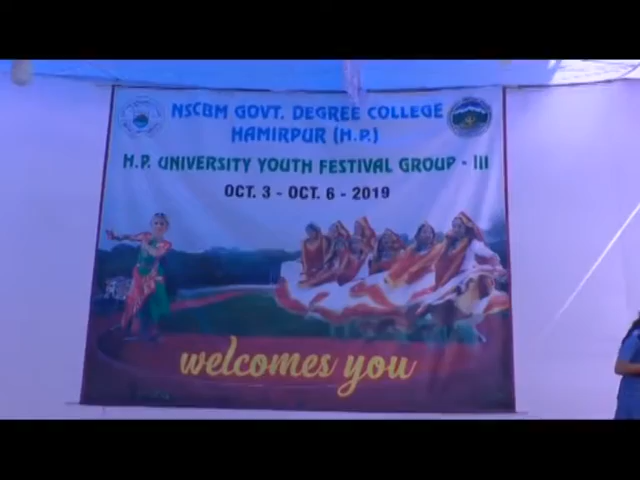 NSCBM GOVT. DEGREE COLLEGE
HAMIRPUR (H.P.)
H.P. UNIVERSITY YOUTH FESTIVAL GROUP - III
OCT. 3 - OCT. 6 - 2019
welcomes you